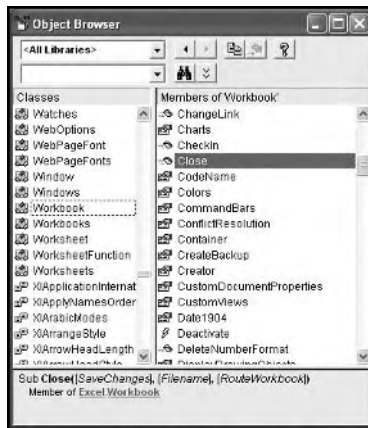 Object Browser
<All Libraries>
Classes
Watches
WebOptions
WebPageFont
WebPageFonts
Window
Windows
Workbook
Workbooks
Worksheet
WorksheetFunction
Worksheets
XlApplicationInternat
XlApplyNamesOrder
XlArabicModes
XlArrangeStyle
XlArrowHeadLength
XlArrowHeadStyle
Members of 'Workbook'
ChangeLink
Charts
CheckIn
Close
CodeName
Colors
CommandBars
ConflictResolution
Container
CreateBackup
Creator
CustomDocumentProperties
CustomViews
Date1904
Deactivate
DeleteNumberFormat
DisplayDrawingObjects
Sub Close([SaveChanges], [Filename], [RouteWorkbook])
Member of Excel.Workbook